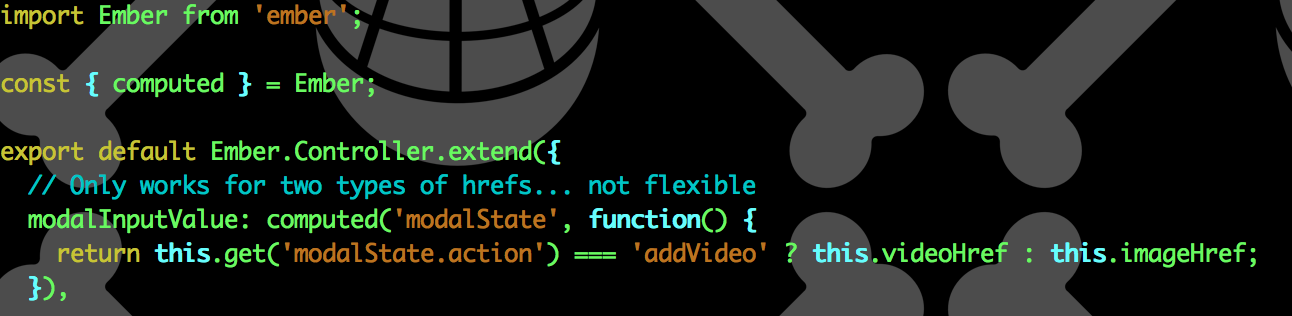 import Ember from 'ember';
const { computed } = Ember;
export default Ember.Controller.extend({
// Only works for two types of hrefs... not flexible
modalInputValue: computed('modalState', function() {
return this.get('modalState.action') === 'addVideo' ? this.videoHref : this.imageHref;
}),